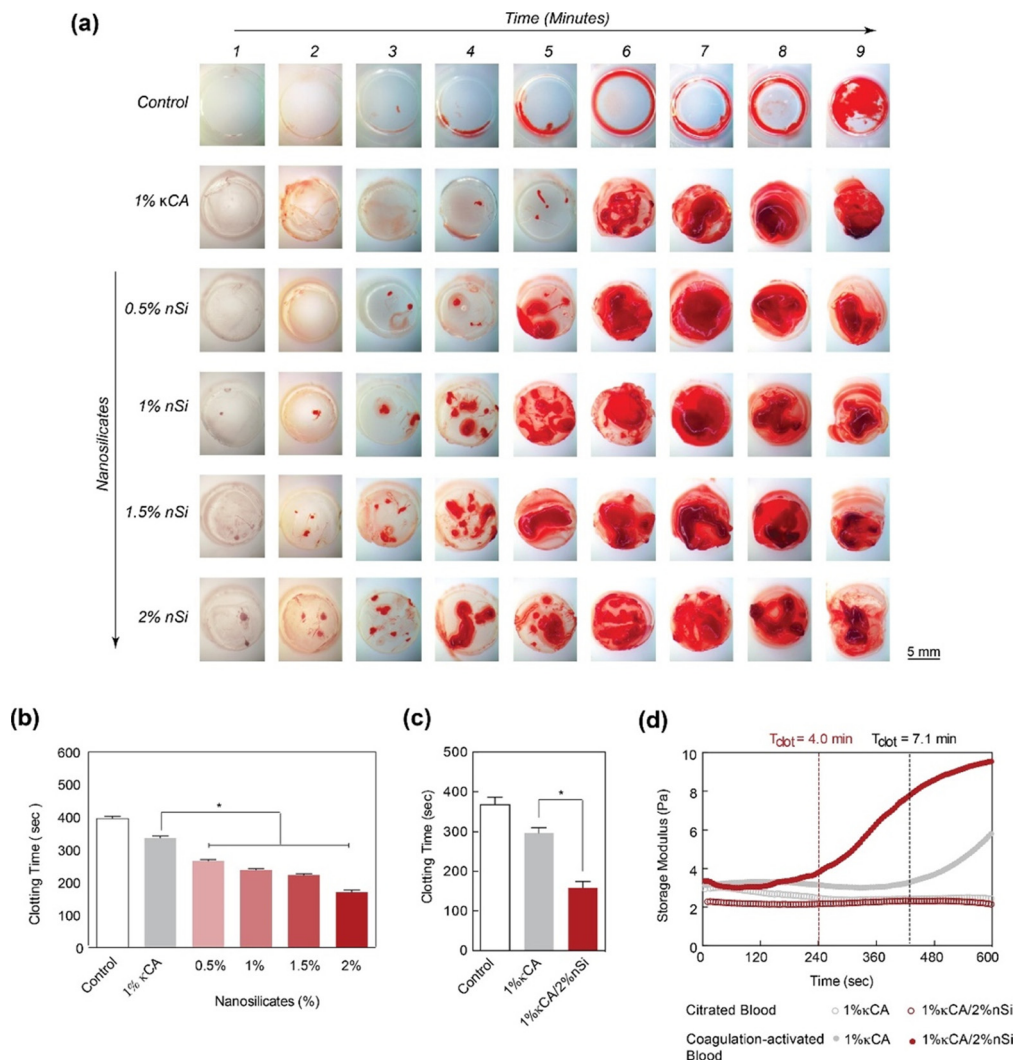 (a)
Time (Minutes)
1 2 3 4 5 6 7 8 9
Control
1% κCA
0.5% nSi
1% nSi
1.5% nSi
2% nSi
Nanosilicates
5 mm
(b)
Clotting Time ( sec )
600
500
400
300
200
100
0
*
Control
1% κCA
0.5% 1% 1.5% 2%
Nanosilicates (%)
(c)
Clotting Time (sec)
500
400
300
200
100
0
*
Control
1%κCA
1%κCA/2%nSi
(d)
Tclot = 4.0 min Tclot = 7.1 min
Storage Modulus (Pa)
10
8
6
4
2
0
0 120 240 360 480 600
Time (sec)
Citrated Blood 1%κCA 1%κCA/2%nSi
Coagulation-activated 1%κCA 1%κCA/2%nSi
Blood